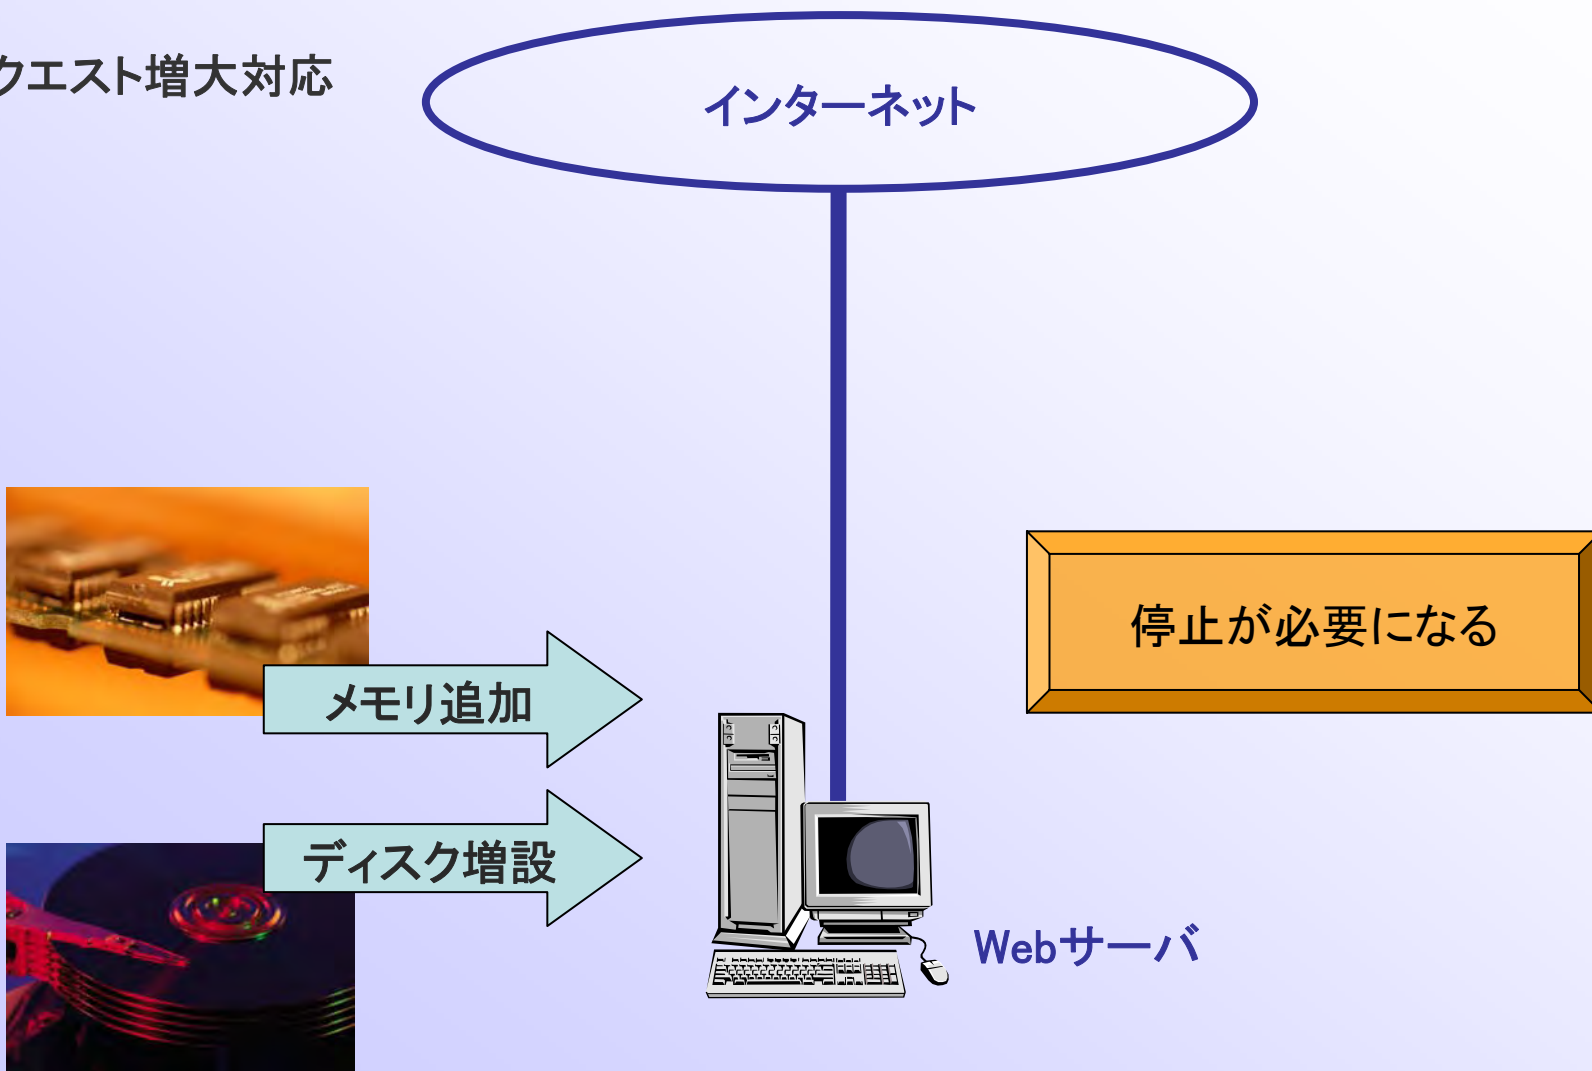 クエスト増大対応
インターネット
停止が必要になる
メモリ追加
ディスク増設
Webサーバ